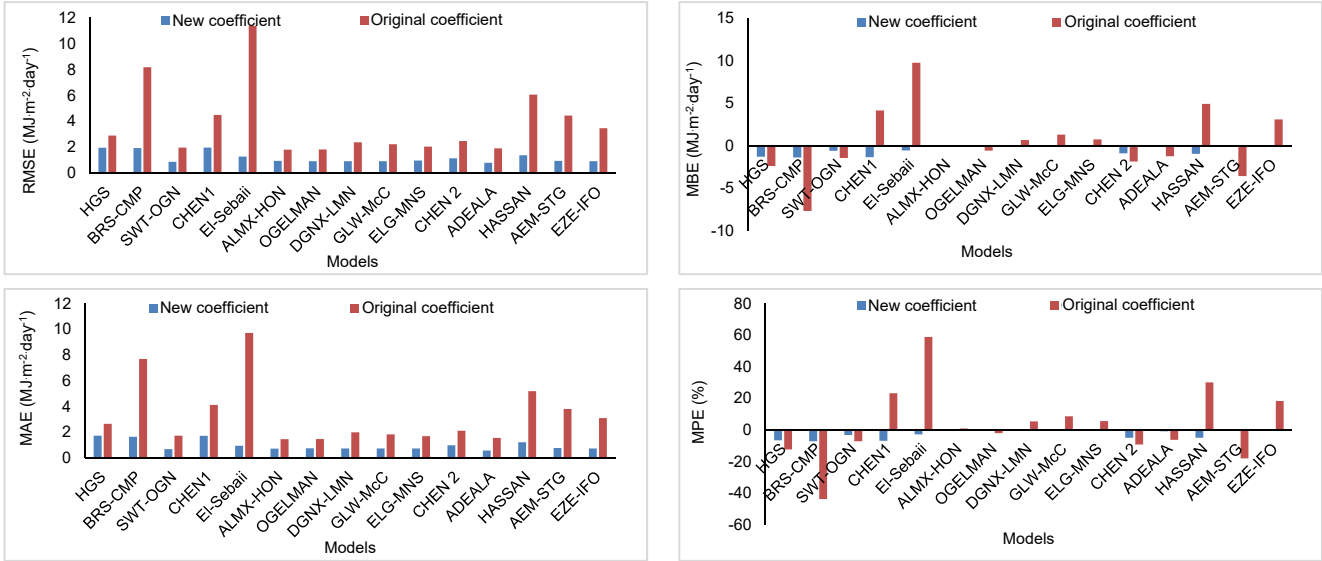 RMSE (MJ·m⁻²·day⁻¹)
12
10
8
6
4
2
0
New coefficient
Original coefficient
HGS
BRS-CMP
SWT-OGN
CHEN1
El-Sebaii
ALMX-HON
OGELMAN
DGNX-LMN
GLW-McC
ELG-MNS
CHEN 2
ADEALA
HASSAN
AEM-STG
EZE-IFO
Models
MBE (MJ·m⁻²·day⁻¹)
15
10
5
0
-5
-10
New coefficient
Original coefficient
HGS
BRS-CMP
SWT-OGN
CHEN1
El-Sebaii
ALMX-HON
OGELMAN
DGNX-LMN
GLW-McC
ELG-MNS
CHEN 2
ADEALA
HASSAN
AEM-STG
EZE-IFO
Models
MAE (MJ·m⁻²·day⁻¹)
12
10
8
6
4
2
0
New coefficient
Original coefficient
HGS
BRS-CMP
SWT-OGN
CHEN1
El-Sebaii
ALMX-HON
OGELMAN
DGNX-LMN
GLW-McC
ELG-MNS
CHEN 2
ADEALA
HASSAN
AEM-STG
EZE-IFO
Models
MPE (%)
80
60
40
20
0
-20
-40
-60
New coefficient
Original coefficient
HGS
BRS-CMP
SWT-OGN
CHEN1
El-Sebaii
ALMX-HON
OGELMAN
DGNX-LMN
GLW-McC
ELG-MNS
CHEN 2
ADEALA
HASSAN
AEM-STG
EZE-IFO
Models